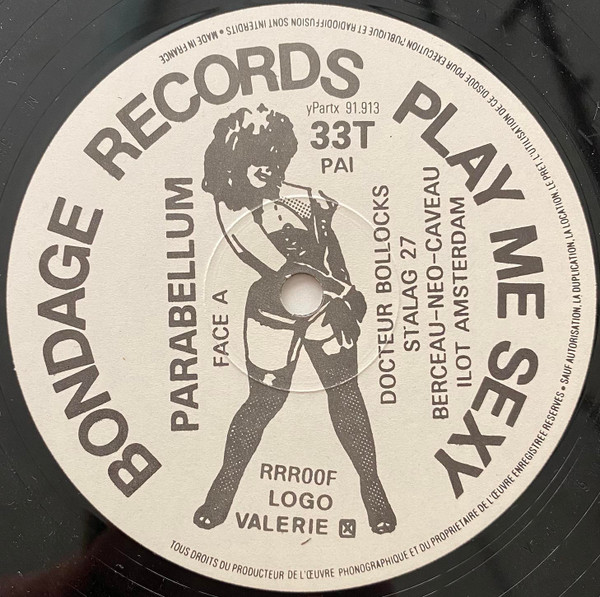 BONDAGE RECORDS PLAY ME SEXY
yPartx 91.913
33T
PAI
PARABELLUM
FACE A
DOCTEUR BOLLOCKS
STALAG 27
BERCEAU-NEO-CAVEAU
ILOT AMSTERDAM
RRROOF
LOGO
VALERIE
TOUS DROITS DU PRODUCTEUR DE L'ŒUVRE PHONOGRAPHIQUE ET DU PROPRIETAIRE DE L'ŒUVRE ENREGISTREE RESERVES • SAUF AUTORISATION, LA DUPLICATION, LA LOCATION, LE PRET, L'UTILISATION DE CE DISQUE POUR EXECUTION PUBLIQUE ET RADIODIFFUSION SONT INTERDITS • MADE IN FRANCE